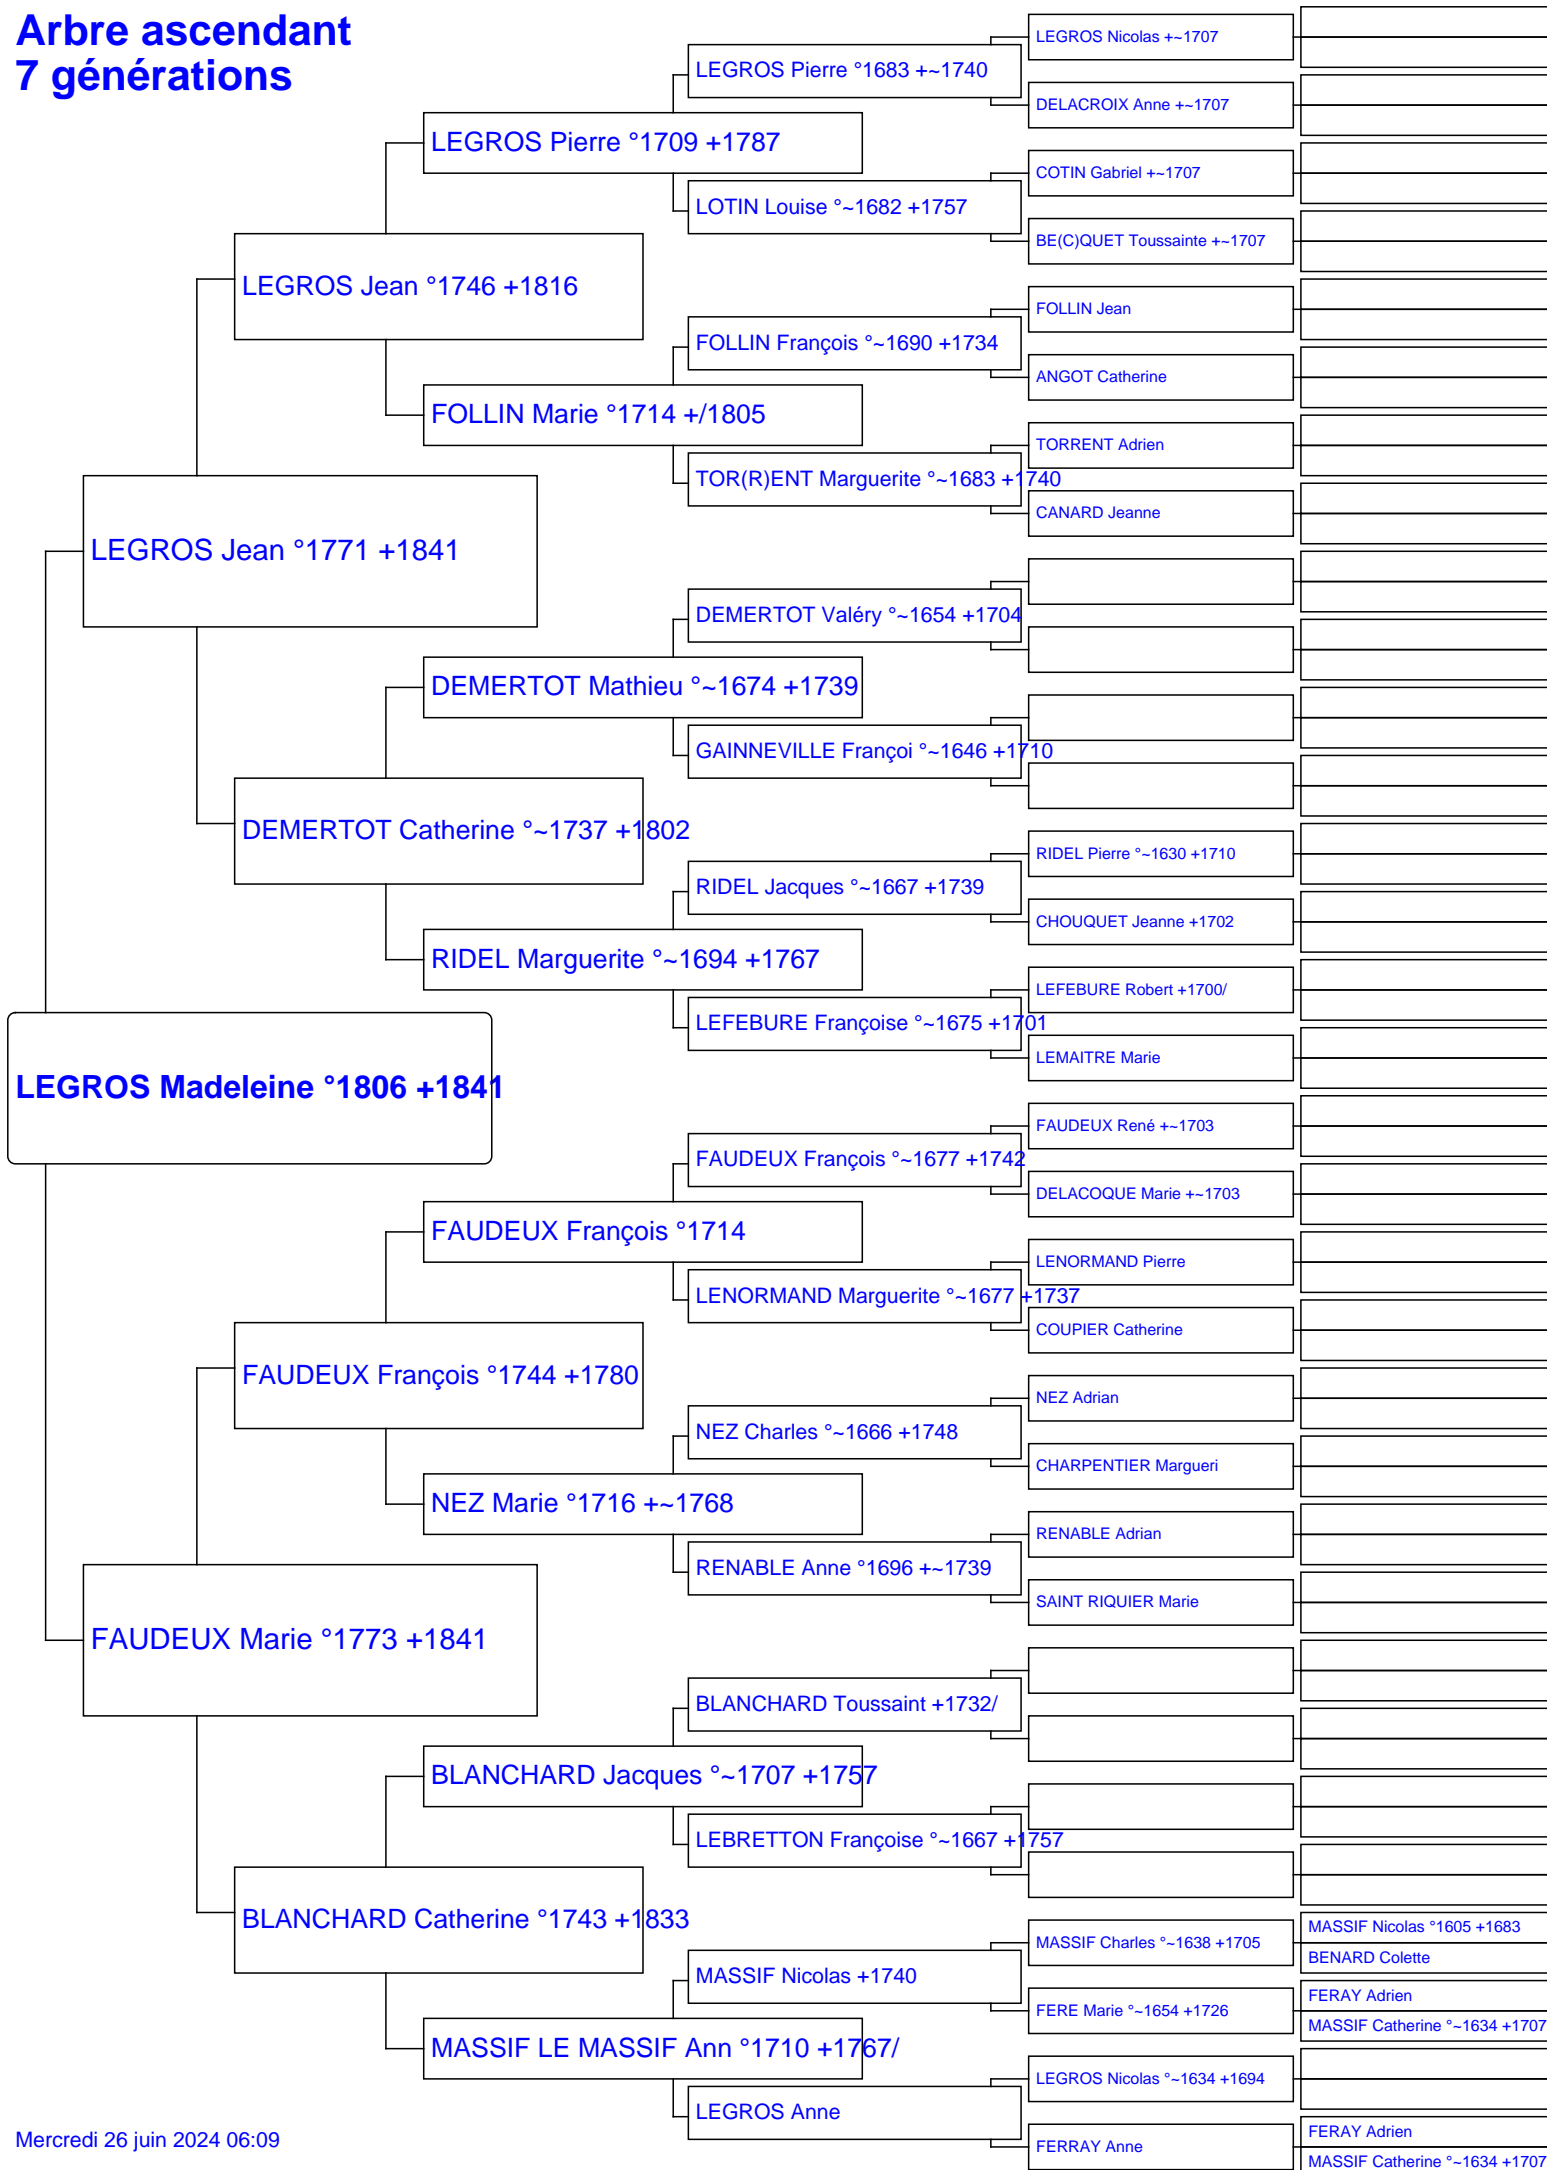 Arbre ascendant
7 générations
LEGROS Madeleine °1806 +1841
LEGROS Jean °1771 +1841
FAUDEUX Marie °1773 +1841
LEGROS Jean °1746 +1816
DEMERTOT Catherine °~1737 +1802
FAUDEUX François °1744 +1780
BLANCHARD Catherine °1743 +1833
LEGROS Pierre °1709 +1787
FOLLIN Marie °1714 +/1805
DEMERTOT Mathieu °~1674 +1739
RIDEL Marguerite °~1694 +1767
FAUDEUX François °1714
NEZ Marie °1716 +~1768
BLANCHARD Jacques °~1707 +1757
MASSIF LE MASSIF Ann °1710 +1767/
LEGROS Pierre °1683 +~1740
LOTIN Louise °~1682 +1757
FOLLIN François °~1690 +1734
TOR(R)ENT Marguerite °~1683 +1740
DEMERTOT Valéry °~1654 +1704
GAINNEVILLE Françoi °~1646 +1710
RIDEL Jacques °~1667 +1739
LEFEBURE Françoise °~1675 +1701
FAUDEUX François °~1677 +1742
LENORMAND Marguerite °~1677 +1737
NEZ Charles °~1666 +1748
RENABLE Anne °1696 +~1739
BLANCHARD Toussaint +1732/
LEBRETTON Françoise °~1667 +1757
MASSIF Nicolas +1740
LEGROS Anne
LEGROS Nicolas +~1707
DELACROIX Anne +~1707
COTIN Gabriel +~1707
BE(C)QUET Toussainte +~1707
FOLLIN Jean
ANGOT Catherine
TORRENT Adrien
CANARD Jeanne
RIDEL Pierre °~1630 +1710
CHOUQUET Jeanne +1702
LEFEBURE Robert +1700/
LEMAITRE Marie
FAUDEUX René +~1703
DELACOQUE Marie +~1703
LENORMAND Pierre
COUPIER Catherine
NEZ Adrian
CHARPENTIER Margueri
RENABLE Adrian
SAINT RIQUIER Marie
MASSIF Charles °~1638 +1705
FERE Marie °~1654 +1726
LEGROS Nicolas °~1634 +1694
FERRAY Anne
MASSIF Nicolas °1605 +1683
BENARD Colette
FERAY Adrien
MASSIF Catherine °~1634 +1707
FERAY Adrien
MASSIF Catherine °~1634 +1707
Mercredi 26 juin 2024 06:09